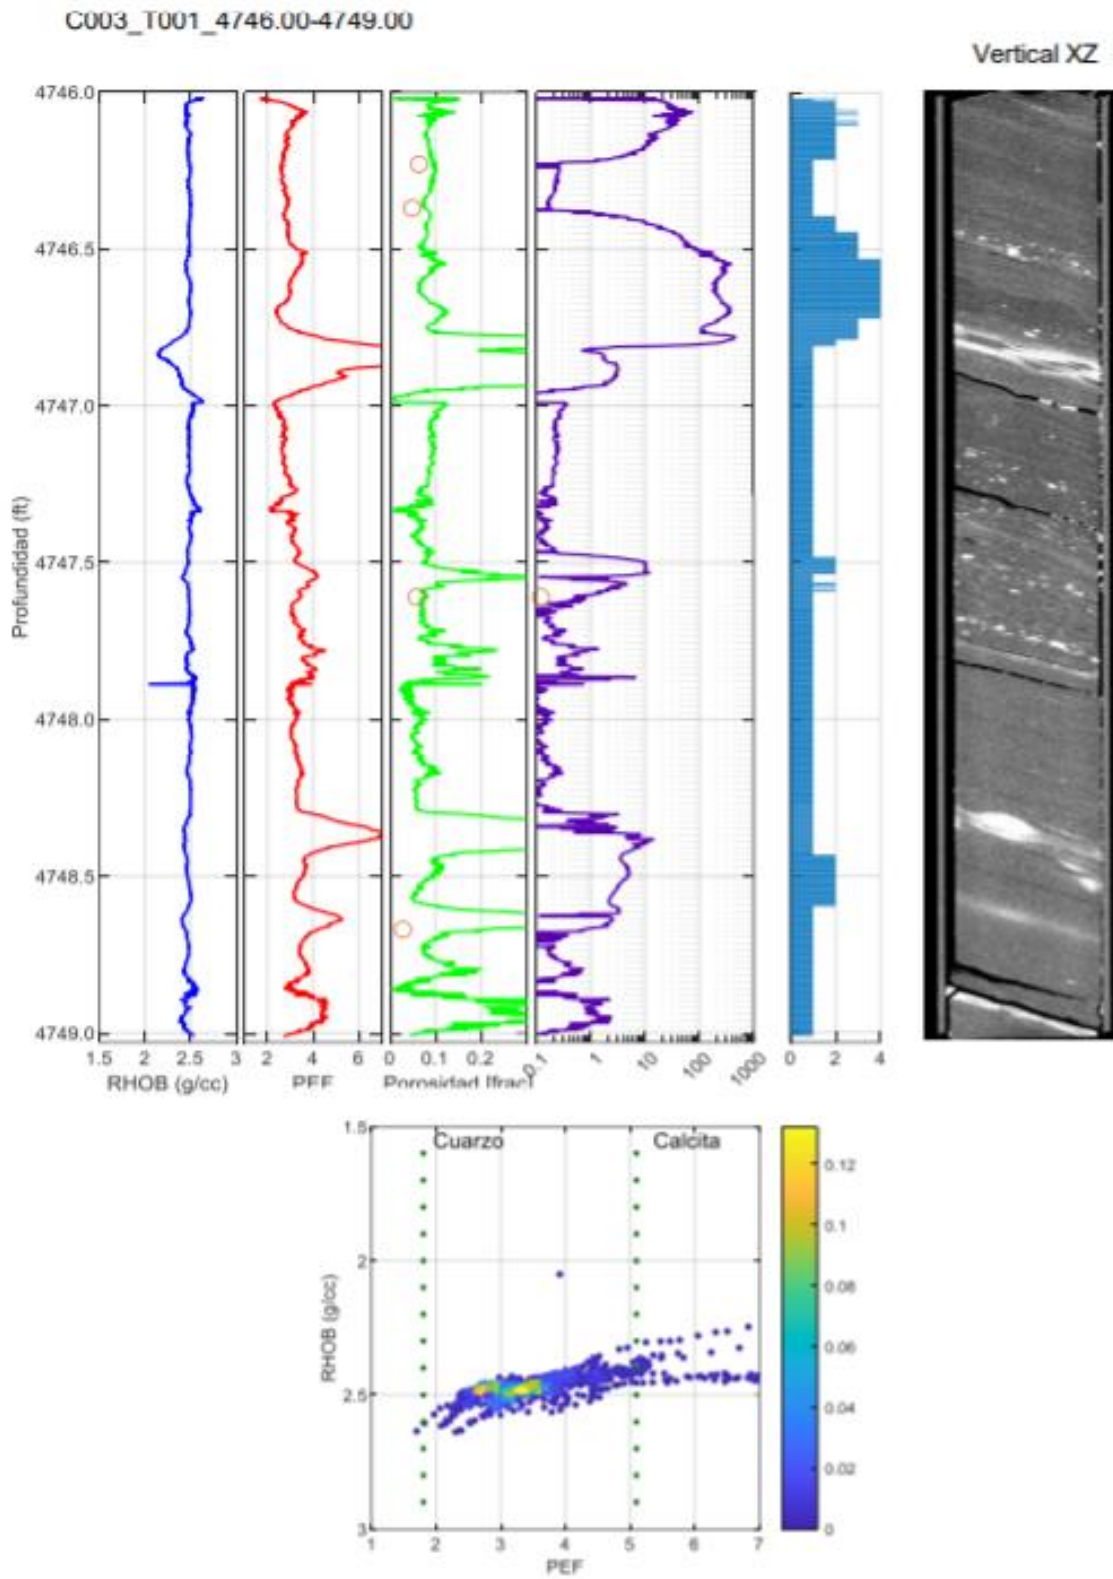 C003_T001_4746.00-4749.00
Vertical XZ
4746.0
4746.5
4747.0
4747.5
4748.0
4748.5
4749.0
Profundidad (ft)
1.5 2 2.5 3
2 4 6
0 0.1 0.2
0.1 1 10 100 1000
0 2 4
RHOB (g/cc)
PEF
Porosidad [frac]
Cuarzo
Calcita
1.5
2
2.5
3
RHOB (g/cc)
1 2 3 4 5 6 7
PEF
0.12
0.1
0.08
0.06
0.04
0.02
0